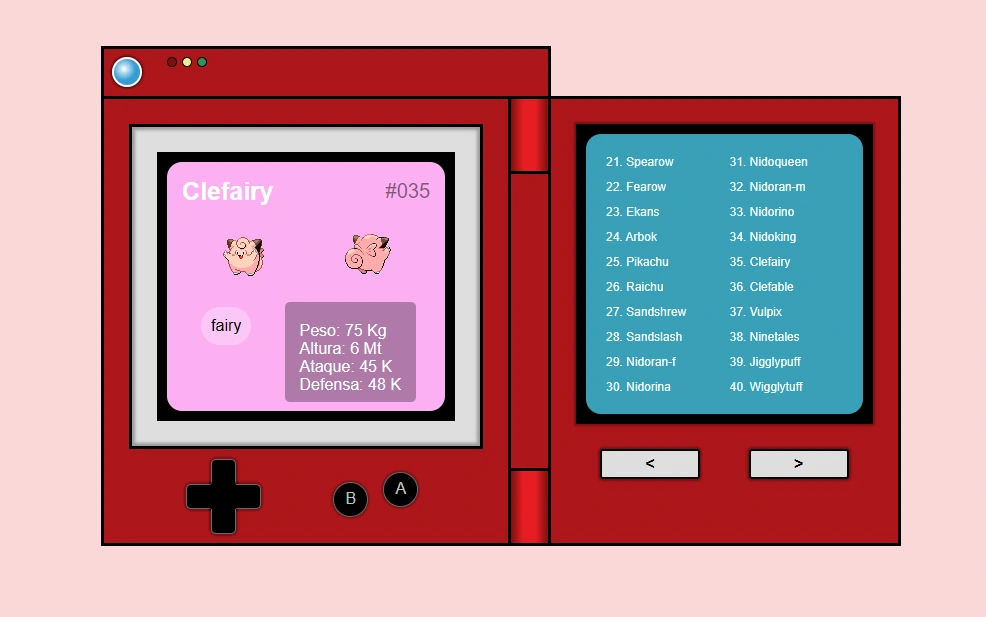 Clefairy #035
fairy
Peso: 75 Kg
Altura: 6 Mt
Ataque: 45 K
Defensa: 48 K
B A
21. Spearow
22. Fearow
23. Ekans
24. Arbok
25. Pikachu
26. Raichu
27. Sandshrew
28. Sandslash
29. Nidoran-f
30. Nidorina
31. Nidoqueen
32. Nidoran-m
33. Nidorino
34. Nidoking
35. Clefairy
36. Clefable
37. Vulpix
38. Ninetales
39. Jigglypuff
40. Wigglytuff
< >